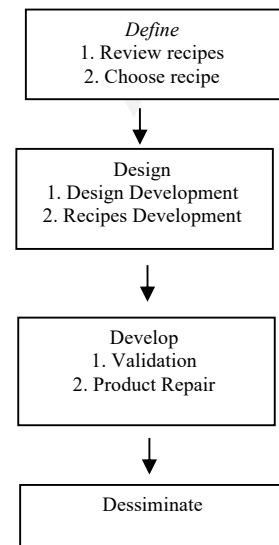 Define
1. Review recipes
2. Choose recipe
Design
1. Design Development
2. Recipes Development
Develop
1. Validation
2. Product Repair
Dessiminate